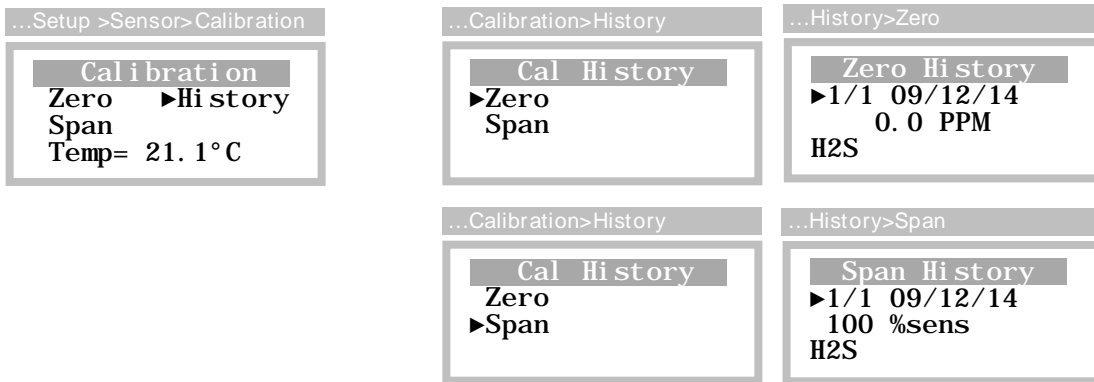 ...Setup >Sensor>Calibration
Calibration
Zero ►History
Span
Temp= 21.1°C
...Calibration>History
Cal History
►Zero
Span
...History>Zero
Zero History
►1/1 09/12/14
0.0 PPM
H2S
...Calibration>History
Cal History
Zero
►Span
...History>Span
Span History
►1/1 09/12/14
100 %sens
H2S